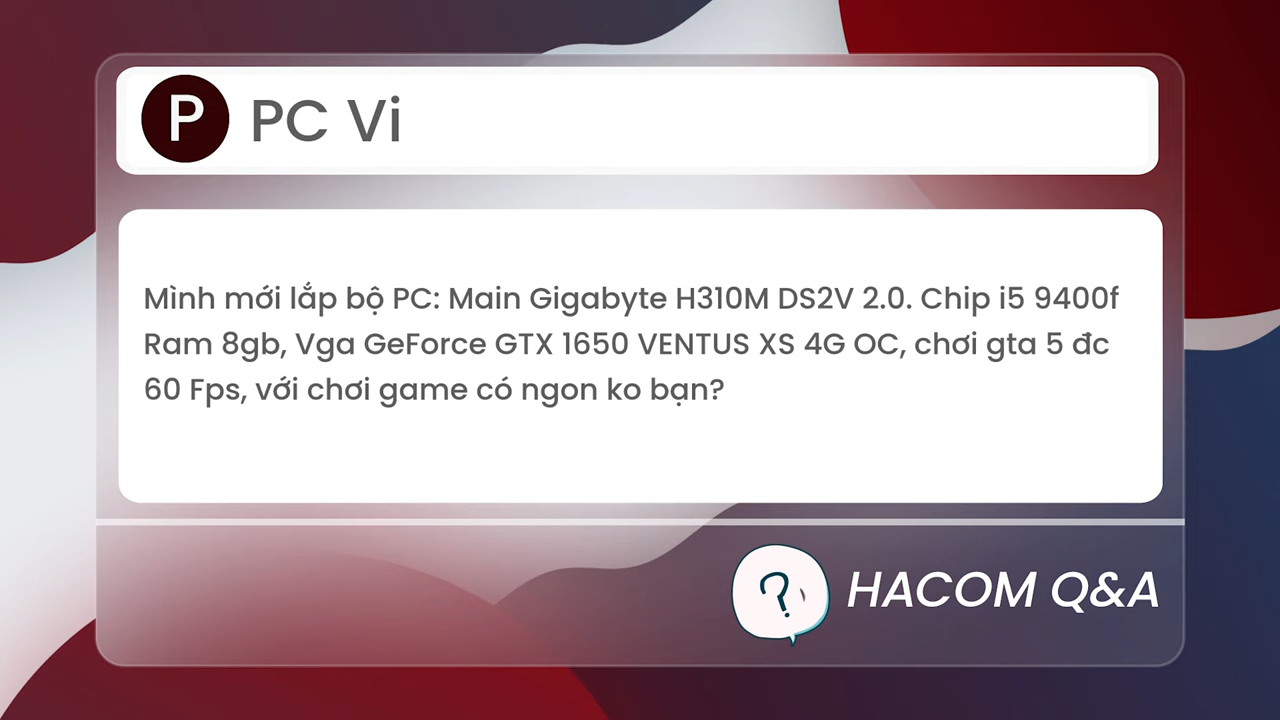 P PC Vi
Mình mới lắp bộ PC: Main Gigabyte H310M DS2V 2.0. Chip i5 9400f
Ram 8gb, Vga GeForce GTX 1650 VENTUS XS 4G OC, chơi gta 5 đc
60 Fps, với chơi game có ngon ko bạn?
? HACOM Q&A